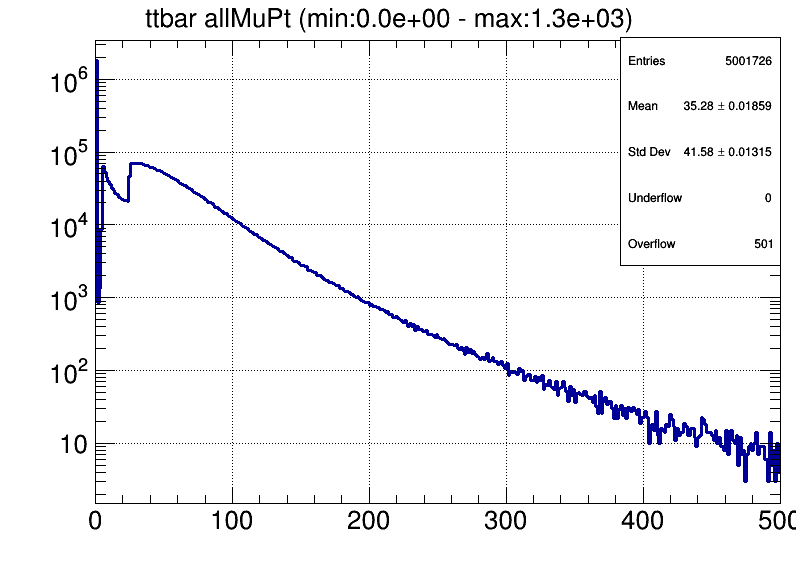 ttbar allMuPt (min:0.0e+00 - max:1.3e+03)
Entries 5001726
Mean 35.28 ± 0.01859
Std Dev 41.58 ± 0.01315
Underflow 0
Overflow 501
10^6
10^5
10^4
10^3
10^2
10
0 100 200 300 400 500